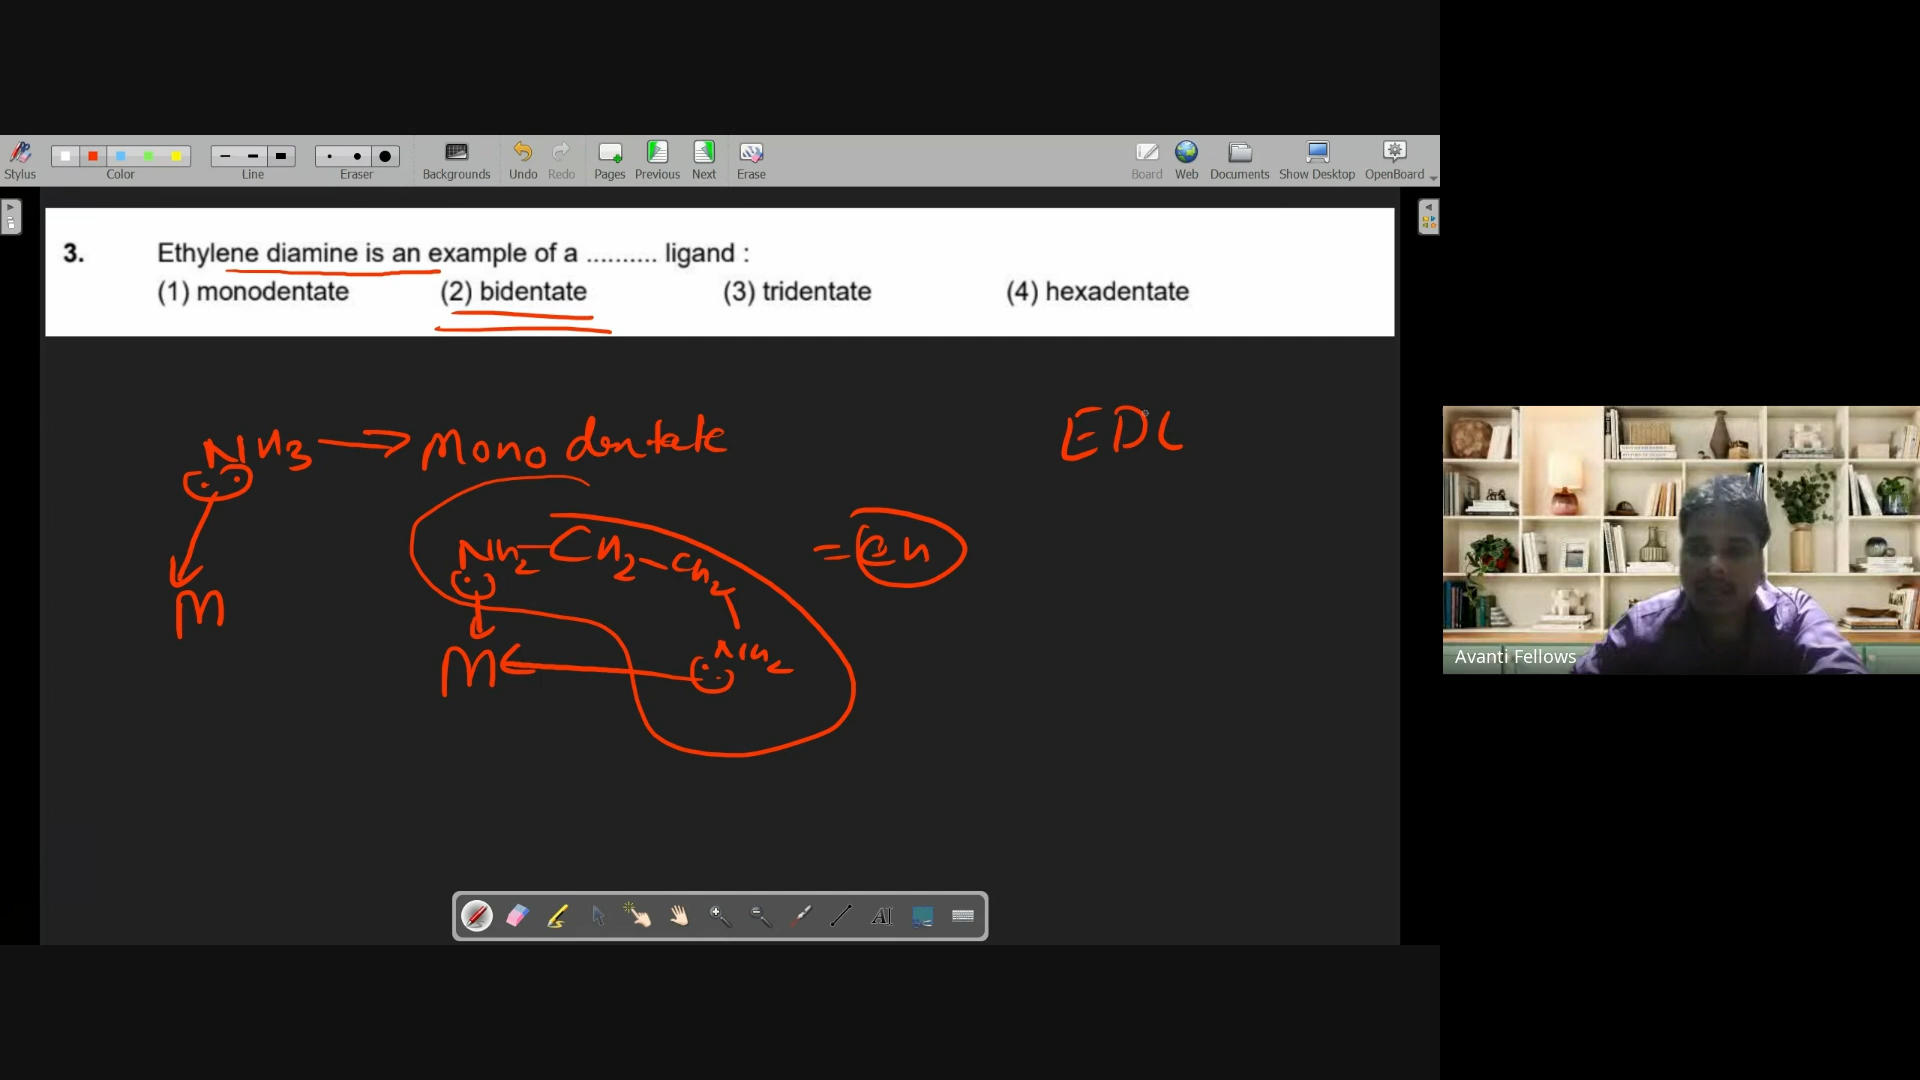 Stylus Color Line Eraser Backgrounds Undo Redo Pages Previous Next Erase Board Web Documents Show Desktop OpenBoard
3. Ethylene diamine is an example of a .......... ligand :
(1) monodentate (2) bidentate (3) tridentate (4) hexadentate
NH3 → Mono dentate
EDC
M
NH2-CH2-CH2
= en
NH2
M
Avanti Fellows